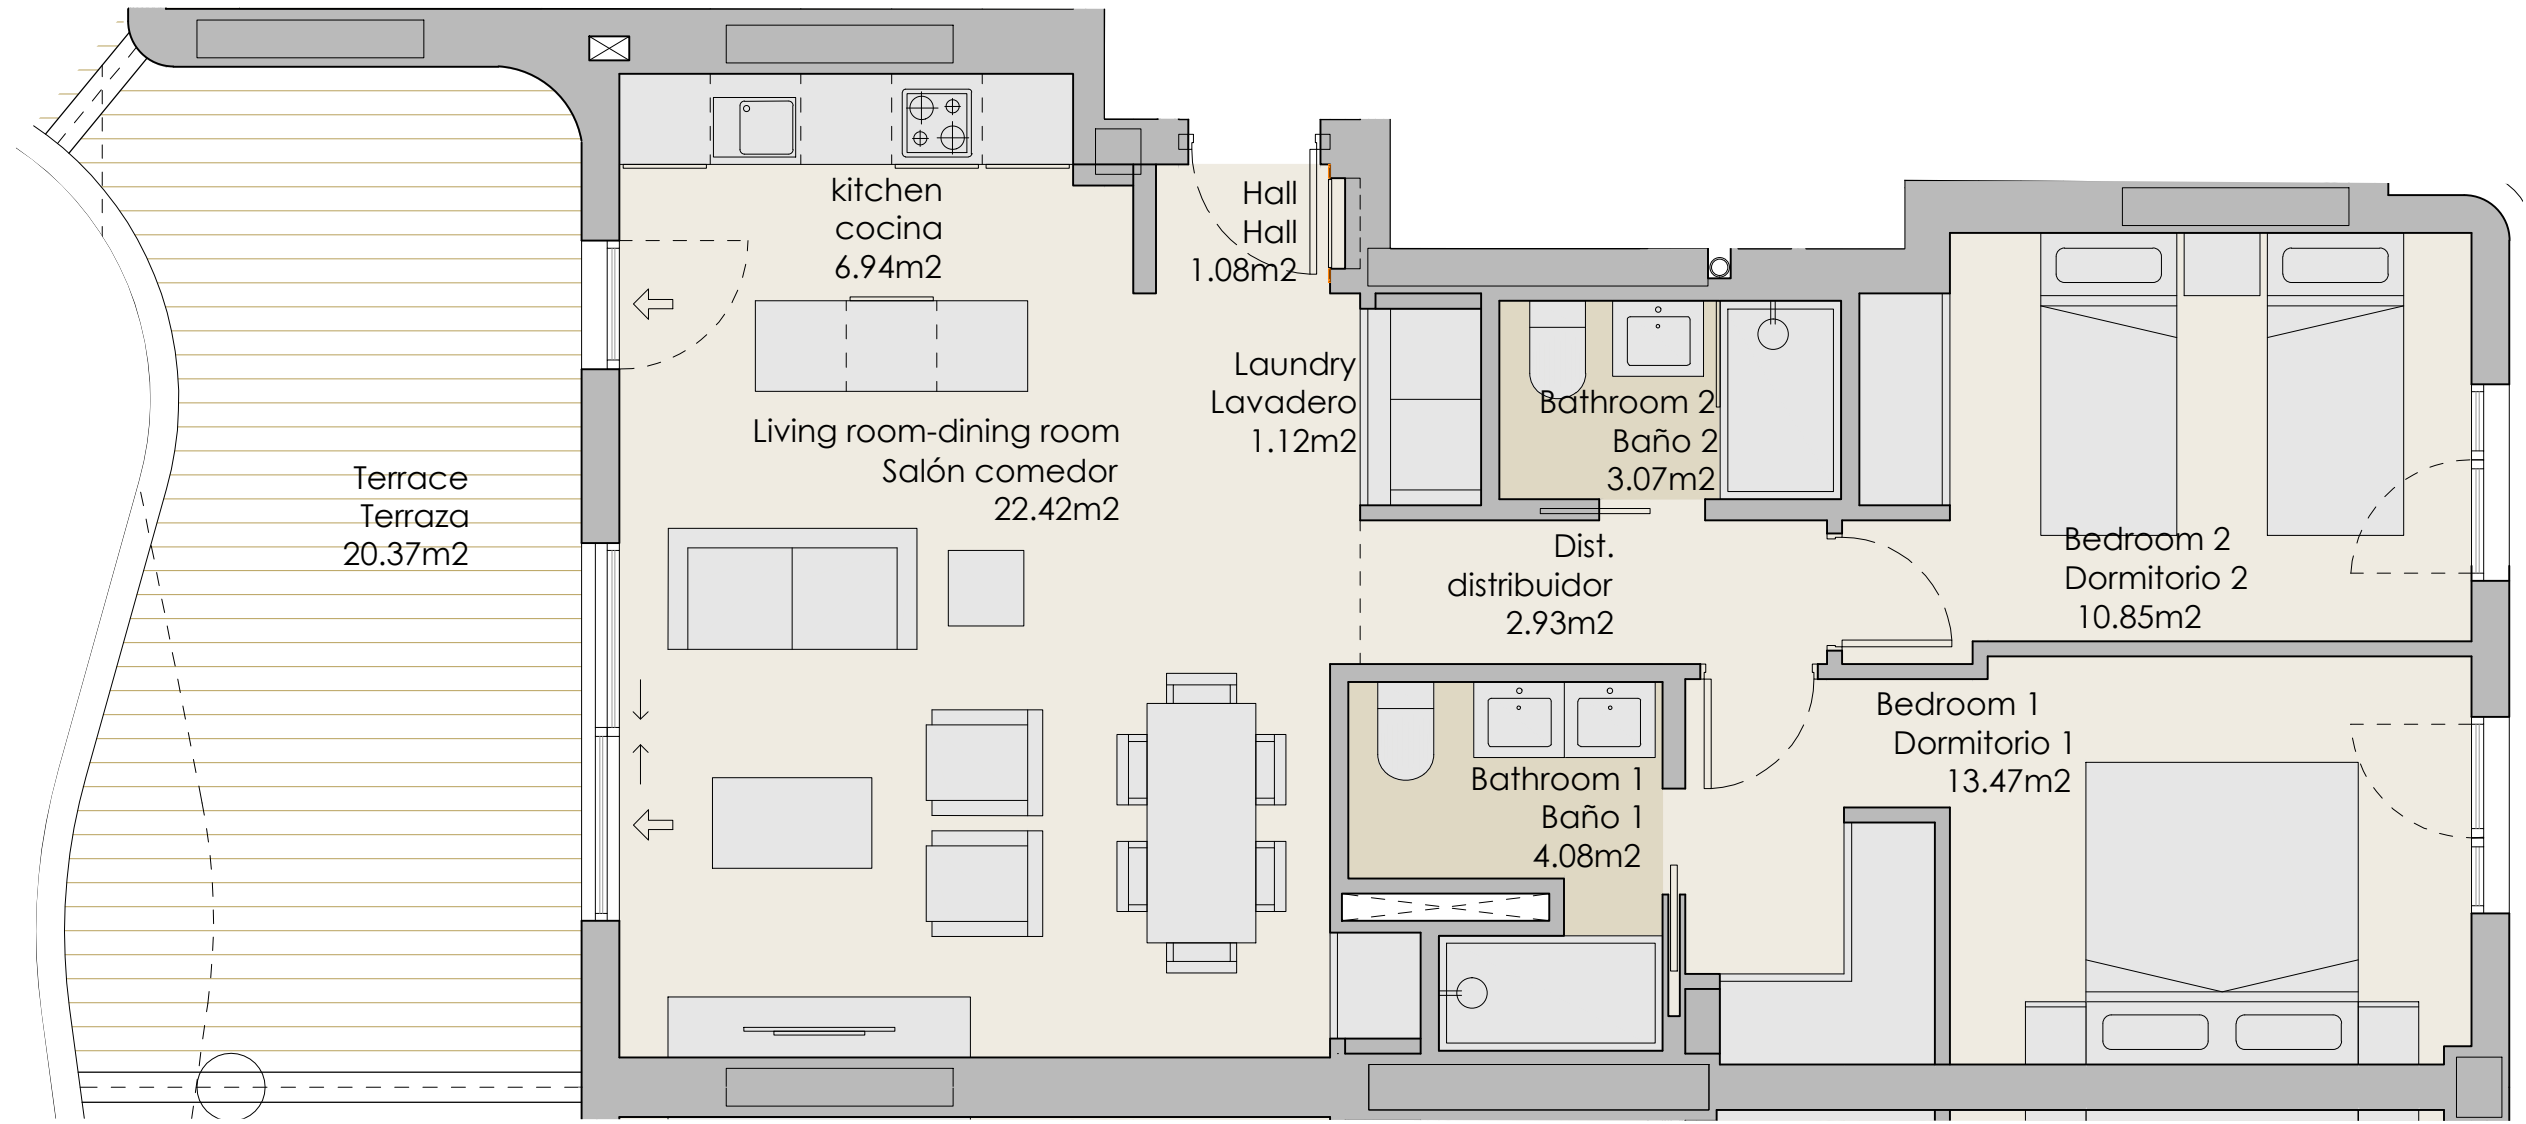 kitchen
cocina
6.94m2
Hall
Hall
1.08m2
Laundry
Lavadero
1.12m2
Bathroom 2
Baño 2
3.07m2
Living room-dining room
Salón comedor
22.42m2
Terrace
Terraza
20.37m2
Dist.
distribuidor
2.93m2
Bedroom 2
Dormitorio 2
10.85m2
Bedroom 1
Dormitorio 1
13.47m2
Bathroom 1
Baño 1
4.08m2